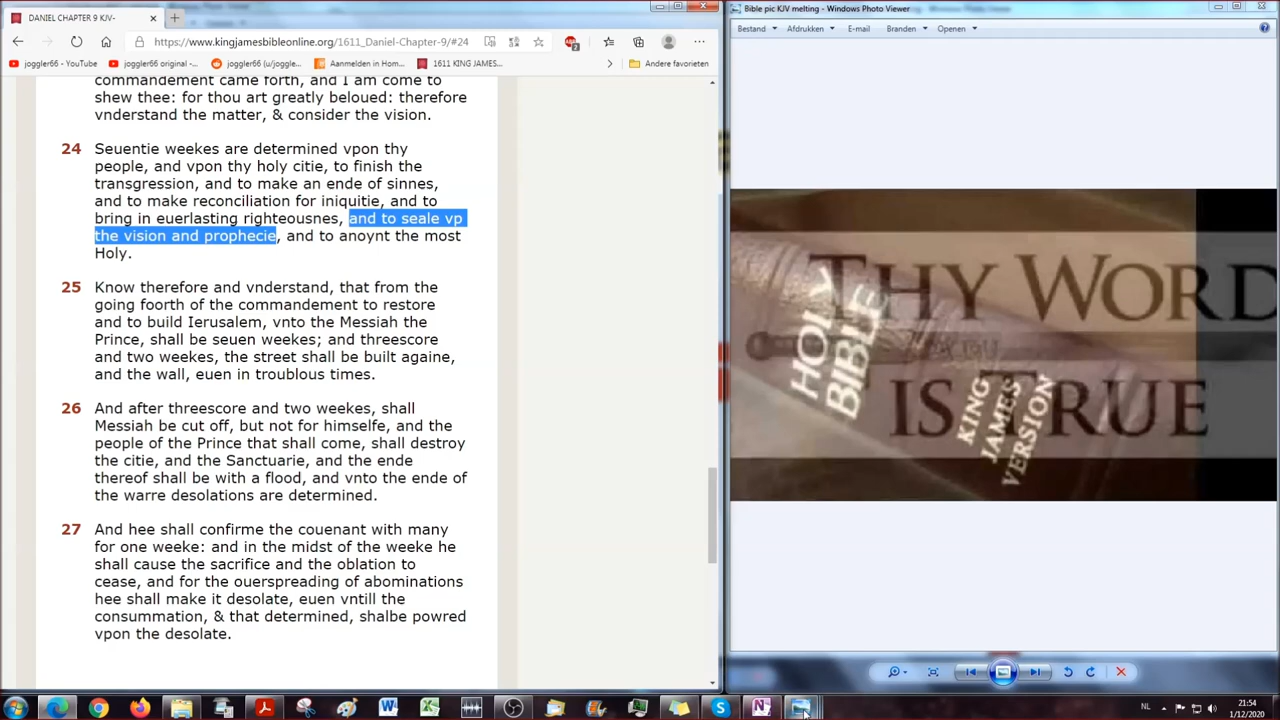 DANIEL CHAPTER 9 KJV-
https://www.kingjamesbibleonline.org/1611_Daniel-Chapter-9/#24
joggler66 - YouTube
joggler66 original -...
joggler66 (u/joggle...
Aanmelden in Hom...
1611 KING JAMES...
Andere favorieten
commandement came forth, and I am come to
shew thee: for thou art greatly beloued: therefore
vnderstand the matter, & consider the vision.
24 Seuentie weekes are determined vpon thy
people, and vpon thy holy citie, to finish the
transgression, and to make an ende of sinnes,
and to make reconciliation for iniquitie, and to
bring in euerlasting righteousnes, and to seale vp
the vision and prophecie, and to anoynt the most
Holy.
25 Know therefore and vnderstand, that from the
going foorth of the commandement to restore
and to build Ierusalem, vnto the Messiah the
Prince, shall be seuen weekes; and threescore
and two weekes, the street shall be built againe,
and the wall, euen in troublous times.
26 And after threescore and two weekes, shall
Messiah be cut off, but not for himselfe, and the
people of the Prince that shall come, shall destroy
the citie, and the Sanctuarie, and the ende
thereof shall be with a flood, and vnto the ende of
the warre desolations are determined.
27 And hee shall confirme the couenant with many
for one weeke: and in the midst of the weeke he
shall cause the sacrifice and the oblation to
cease, and for the ouerspreading of abominations
hee shall make it desolate, euen vntill the
consummation, & that determined, shalbe powred
vpon the desolate.
Bible pic KJV melting - Windows Photo Viewer
Bestand Afdrukken E-mail Branden Openen
THY WORD
IS TRUE
HOLY
BIBLE
KING
JAMES
VERSION
NL
21:54
1/12/2020